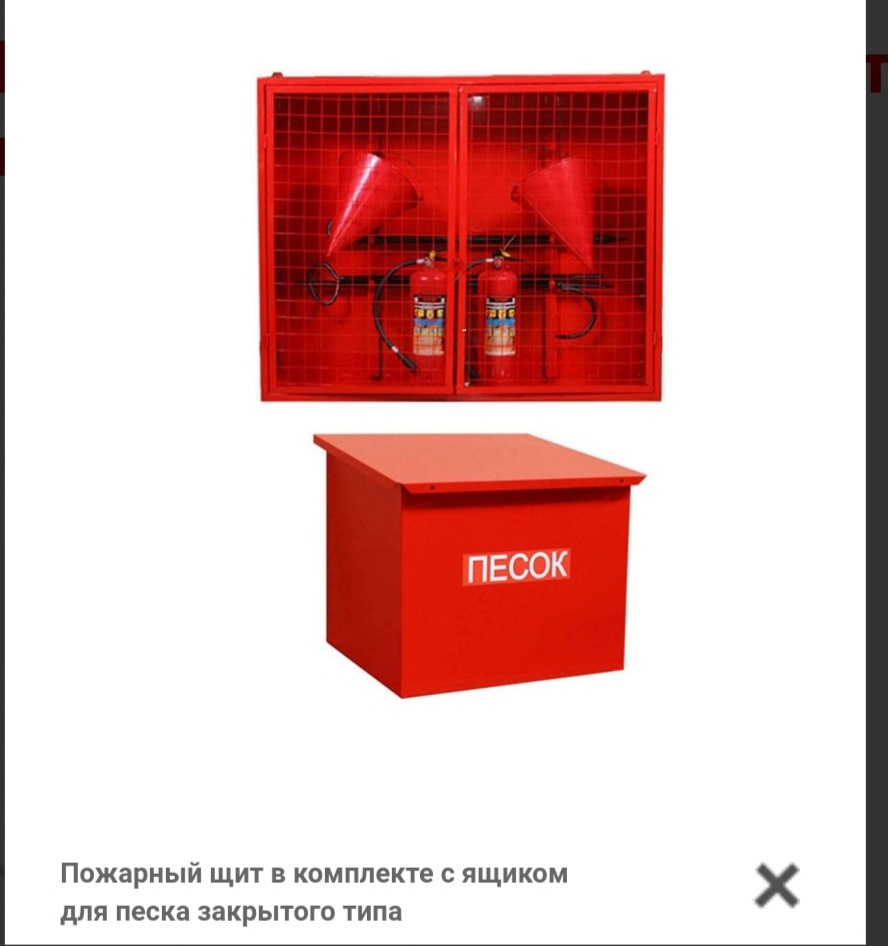 ПЕСОК
Пожарный щит в комплекте с ящиком
для песка закрытого типа